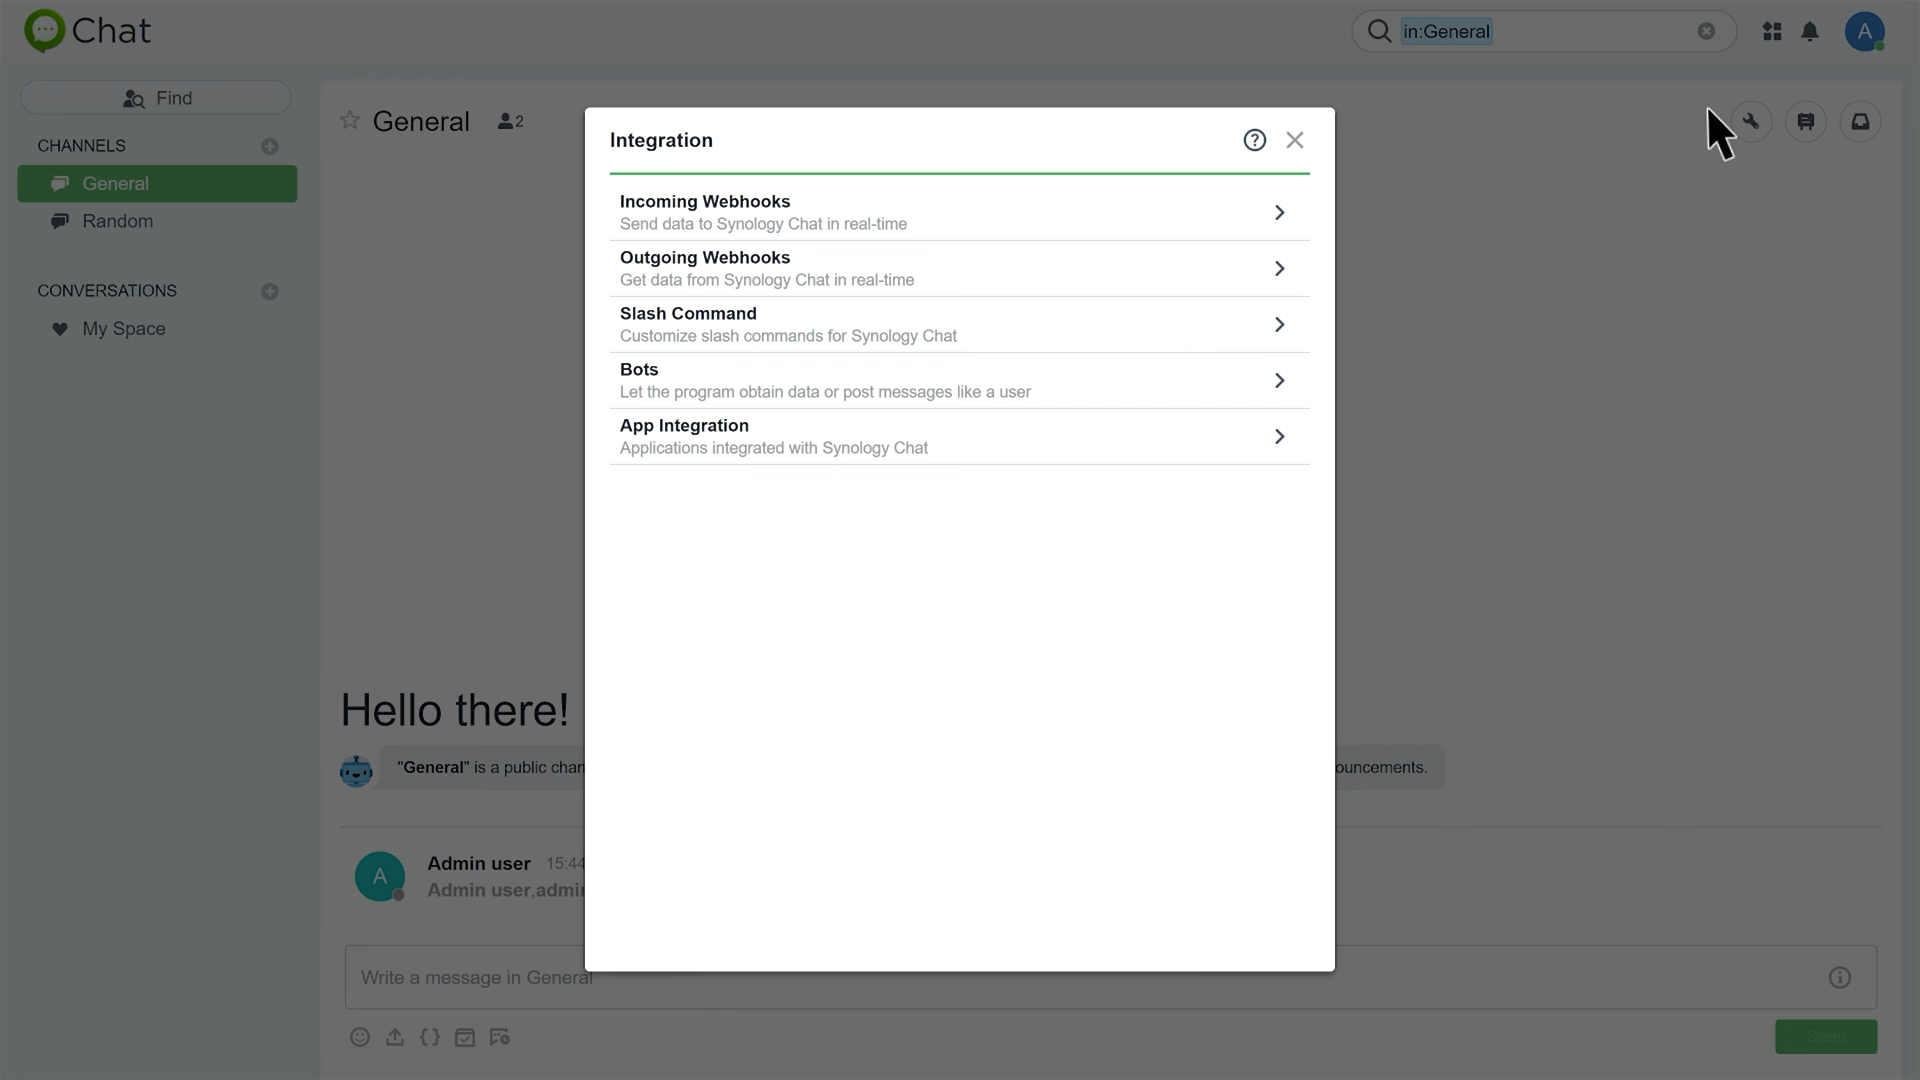 Chat
in:General
A
Find
CHANNELS
General
Random
CONVERSATIONS
My Space
General
2
Integration
Incoming Webhooks
Send data to Synology Chat in real-time
Outgoing Webhooks
Get data from Synology Chat in real-time
Slash Command
Customize slash commands for Synology Chat
Bots
Let the program obtain data or post messages like a user
App Integration
Applications integrated with Synology Chat
Hello there!
"General" is a public chan
ouncements.
A
Admin user 15:44
Admin user,admi
Write a message in General
Send